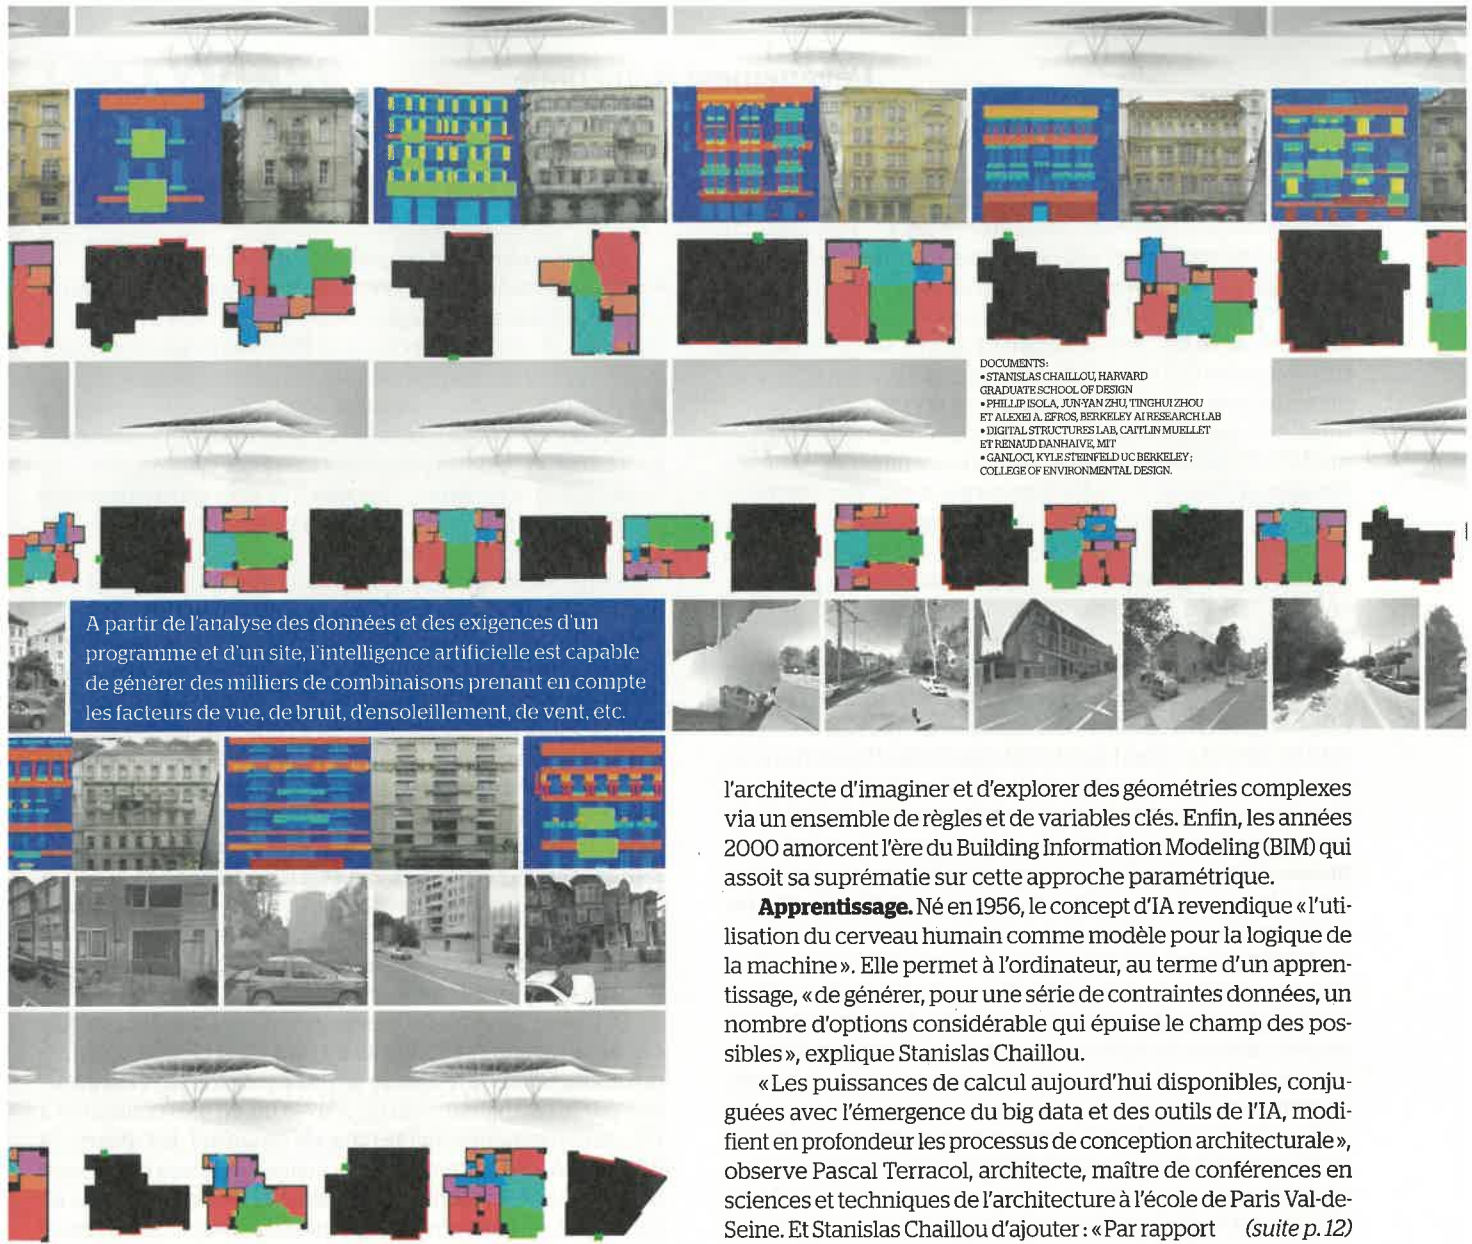 DOCUMENTS:
• STANISLAS CHAILLOU, HARVARD
GRADUATE SCHOOL OF DESIGN
• PHILLIP ISOLA, JUN-YAN ZHU, TINGHUI ZHOU
ET ALEXEI A. EFROS, BERKELEY AI RESEARCH LAB
• DIGITAL STRUCTURES LAB, CAITLIN MUELLET
ET RENAUD DANHAIVE, MIT
• GANLOCI, KYLE STEINFELD UC BERKELEY;
COLLEGE OF ENVIRONMENTAL DESIGN.
A partir de l'analyse des données et des exigences d'un
programme et d'un site, l'intelligence artificielle est capable
de générer des milliers de combinaisons prenant en compte
les facteurs de vue, de bruit, d'ensoleillement, de vent, etc.
l'architecte d'imaginer et d'explorer des géométries complexes
via un ensemble de règles et de variables clés. Enfin, les années
2000 amorcent l'ère du Building Information Modeling (BIM) qui
assoit sa suprématie sur cette approche paramétrique.
Apprentissage. Né en 1956, le concept d'IA revendique «l'uti-
lisation du cerveau humain comme modèle pour la logique de
la machine». Elle permet à l'ordinateur, au terme d'un appren-
tissage, «de générer, pour une série de contraintes données, un
nombre d'options considérable qui épuise le champ des pos-
sibles», explique Stanislas Chaillou.
«Les puissances de calcul aujourd'hui disponibles, conju-
guées avec l'émergence du big data et des outils de l'IA, modi-
fient en profondeur les processus de conception architecturale»,
observe Pascal Terracol, architecte, maître de conférences en
sciences et techniques de l'architecture à l'école de Paris Val-de-
Seine. Et Stanislas Chaillou d'ajouter : «Par rapport (suite p. 12)